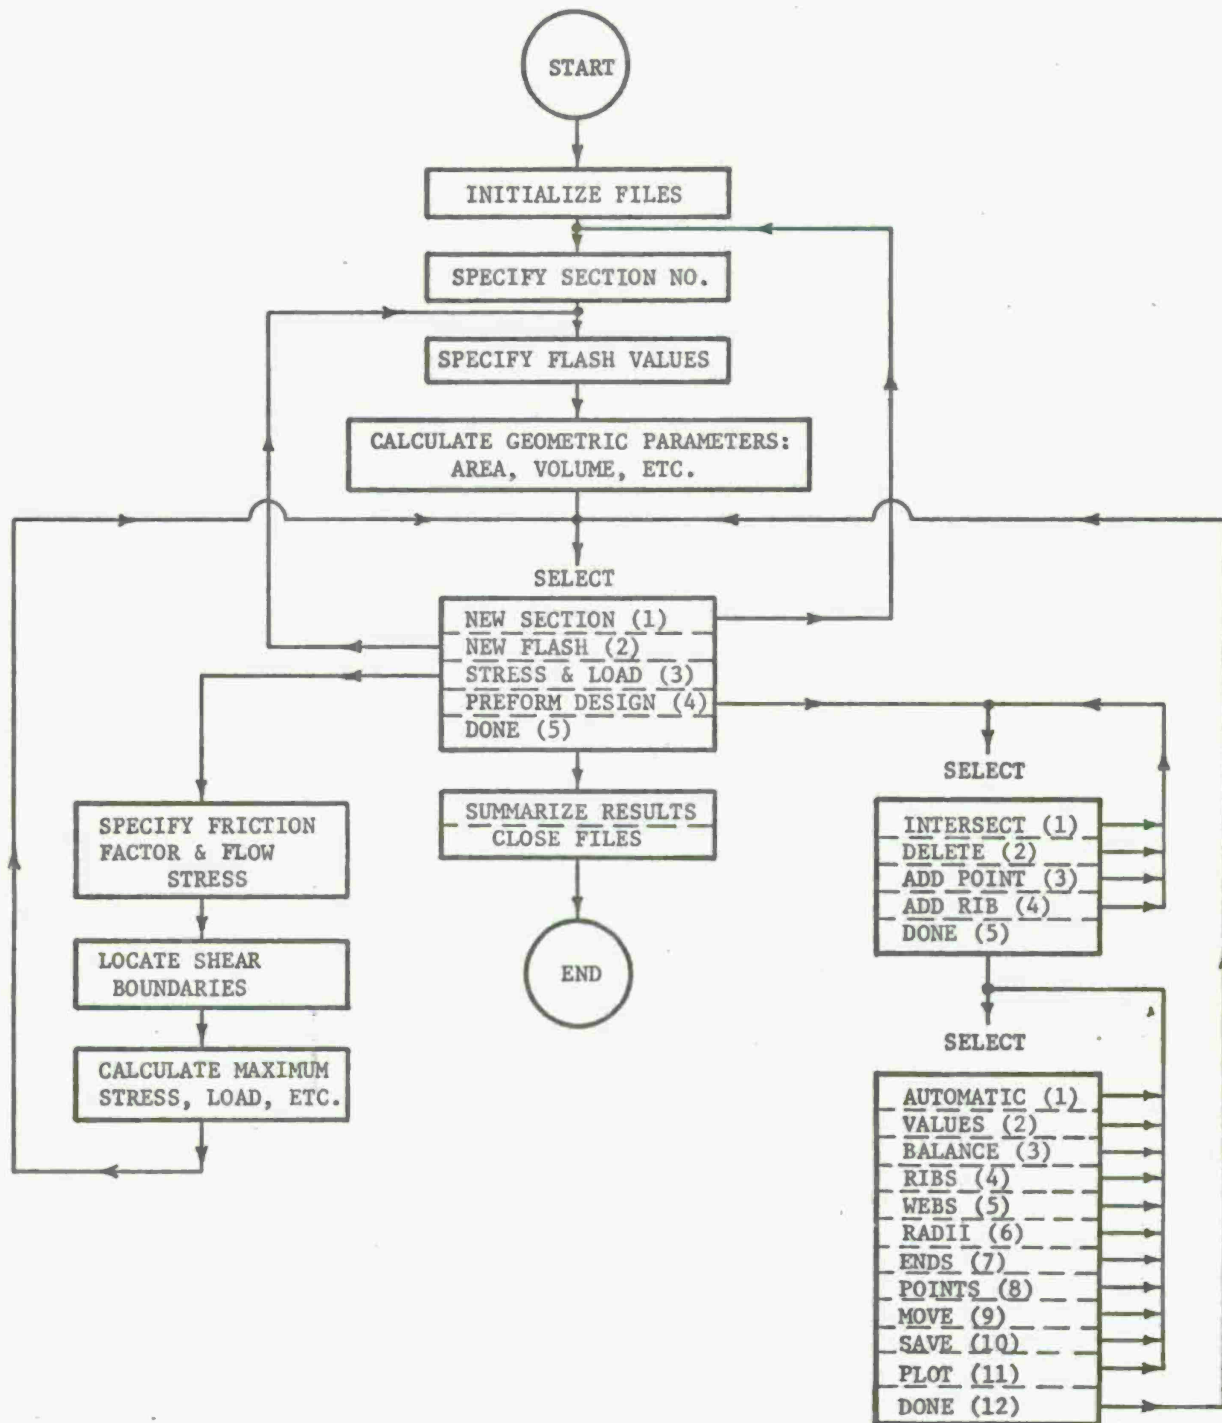 START
INITIALIZE FILES
SPECIFY SECTION NO.
SPECIFY FLASH VALUES
CALCULATE GEOMETRIC PARAMETERS:
AREA, VOLUME, ETC.
SELECT
NEW SECTION (1)
NEW FLASH (2)
STRESS & LOAD (3)
PREFORM DESIGN (4)
DONE (5)
SUMMARIZE RESULTS
CLOSE FILES
END
SPECIFY FRICTION
FACTOR & FLOW
STRESS
LOCATE SHEAR
BOUNDARIES
CALCULATE MAXIMUM
STRESS, LOAD, ETC.
SELECT
INTERSECT (1)
DELETE (2)
ADD POINT (3)
ADD RIB (4)
DONE (5)
SELECT
AUTOMATIC (1)
VALUES (2)
BALANCE (3)
RIBS (4)
WEBS (5)
RADII (6)
ENDS (7)
POINTS (8)
MOVE (9)
SAVE (10)
PLOT (11)
DONE (12)